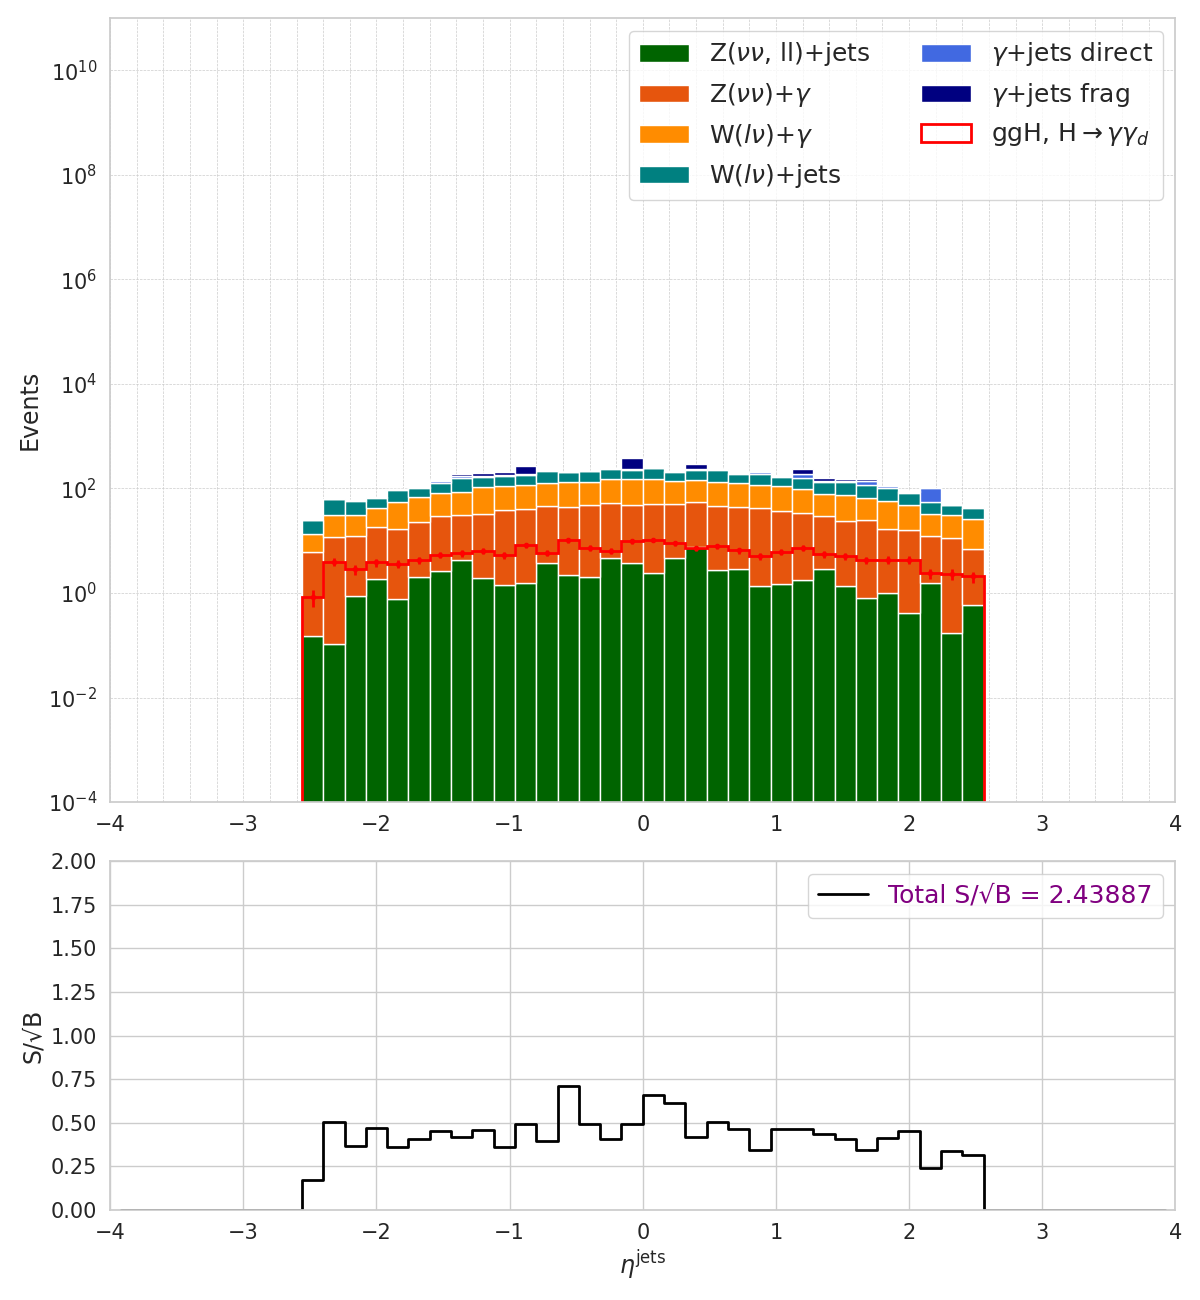 Z(νν, ll)+jets
Z(νν)+γ
W(lν)+γ
W(lν)+jets
γ+jets direct
γ+jets frag
ggH, H→γγ_d
Events
10^10
10^8
10^6
10^4
10^2
10^0
10^−2
10^−4
−4 −3 −2 −1 0 1 2 3 4
Total S/√B = 2.43887
S/√B
2.00
1.75
1.50
1.25
1.00
0.75
0.50
0.25
0.00
−4 −3 −2 −1 0 1 2 3 4
η^jets